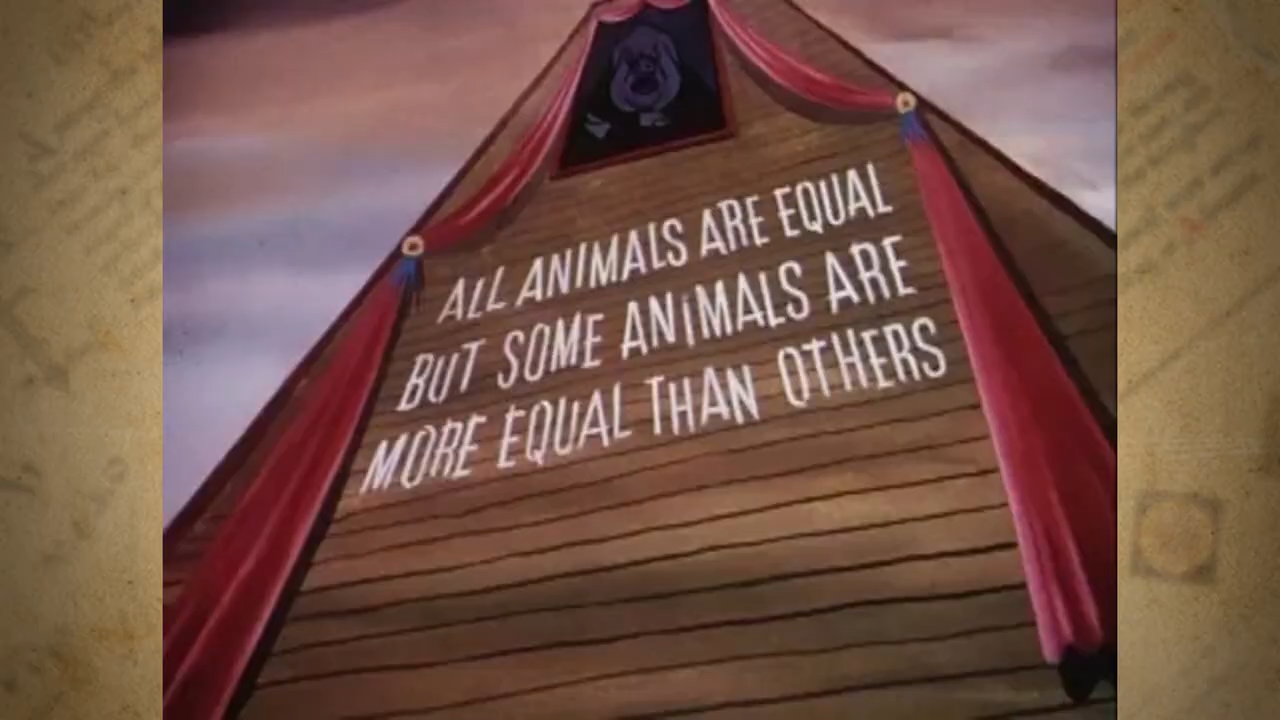 ALL ANIMALS ARE EQUAL
BUT SOME ANIMALS ARE
MORE EQUAL THAN OTHERS